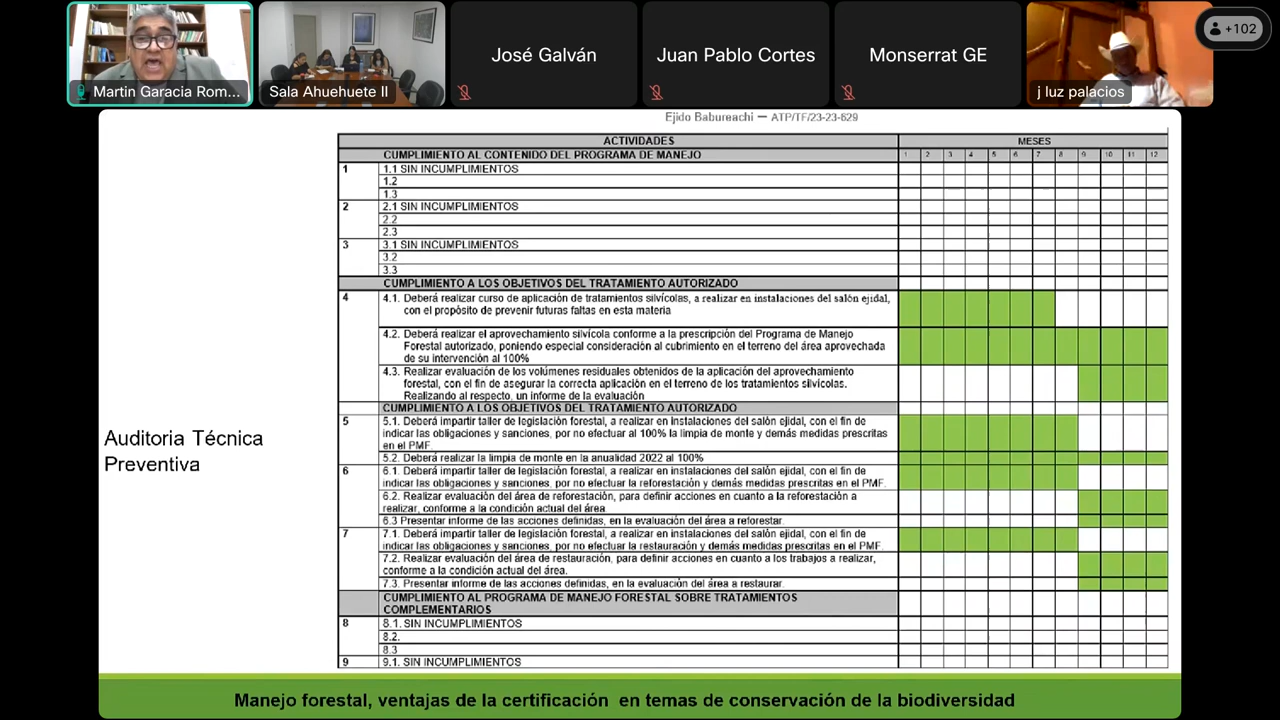 +102
José Galván
Juan Pablo Cortes
Monserrat GE
Martin Garacia Rom...
Sala Ahuehuete II
j luz palacios
Ejido Babureachi — ATP/TF/23-23-629
ACTIVIDADES
MESES
CUMPLIMIENTO AL CONTENIDO DEL PROGRAMA DE MANEJO
1 2 3 4 5 6 7 8 9 10 11 12
1 1.1 SIN INCUMPLIMIENTOS
1.2
1.3
2 2.1 SIN INCUMPLIMIENTOS
2.2
2.3
3 3.1 SIN INCUMPLIMIENTOS
3.2
3.3
CUMPLIMIENTO A LOS OBJETIVOS DEL TRATAMIENTO AUTORIZADO
4 4.1. Deberá realizar curso de aplicación de tratamientos silvícolas, a realizar en instalaciones del salón ejidal,
con el propósito de prevenir futuras faltas en esta materia
4.2. Deberá realizar el aprovechamiento silvícola conforme a la prescripción del Programa de Manejo
Forestal autorizado, poniendo especial consideración al cubrimiento en el terreno del área aprovechada
de su intervención al 100%
4.3. Realizar evaluación de los volúmenes residuales obtenidos de la aplicación del aprovechamiento
forestal, con el fin de asegurar la correcta aplicación en el terreno de los tratamientos silvícolas.
Realizando al respecto, un informe de la evaluación
CUMPLIMIENTO A LOS OBJETIVOS DEL TRATAMIENTO AUTORIZADO
5 5.1. Deberá impartir taller de legislación forestal, a realizar en instalaciones del salón ejidal, con el fin de
indicar las obligaciones y sanciones, por no efectuar al 100% la limpia de monte y demás medidas prescritas
en el PMF.
5.2. Deberá realizar la limpia de monte en la anualidad 2022 al 100%
6 6.1. Deberá impartir taller de legislación forestal, a realizar en instalaciones del salón ejidal, con el fin de
indicar las obligaciones y sanciones, por no efectuar la reforestación y demás medidas prescritas en el PMF.
6.2. Realizar evaluación del área de reforestación, para definir acciones en cuanto a la reforestación a
realizar, conforme a la condición actual del área.
6.3 Presentar informe de las acciones definidas, en la evaluación del área a reforestar.
7 7.1. Deberá impartir taller de legislación forestal, a realizar en instalaciones del salón ejidal, con el fin de
indicar las obligaciones y sanciones, por no efectuar la restauración y demás medidas prescritas en el PMF.
7.2. Realizar evaluación del área de restauración, para definir acciones en cuanto a los trabajos a realizar,
conforme a la condición actual del área.
7.3. Presentar informe de las acciones definidas, en la evaluación del área a restaurar.
CUMPLIMIENTO AL PROGRAMA DE MANEJO FORESTAL SOBRE TRATAMIENTOS
COMPLEMENTARIOS
8 8.1. SIN INCUMPLIMIENTOS
8.2.
8.3
9 9.1. SIN INCUMPLIMIENTOS
Auditoria Técnica
Preventiva
Manejo forestal, ventajas de la certificación en temas de conservación de la biodiversidad